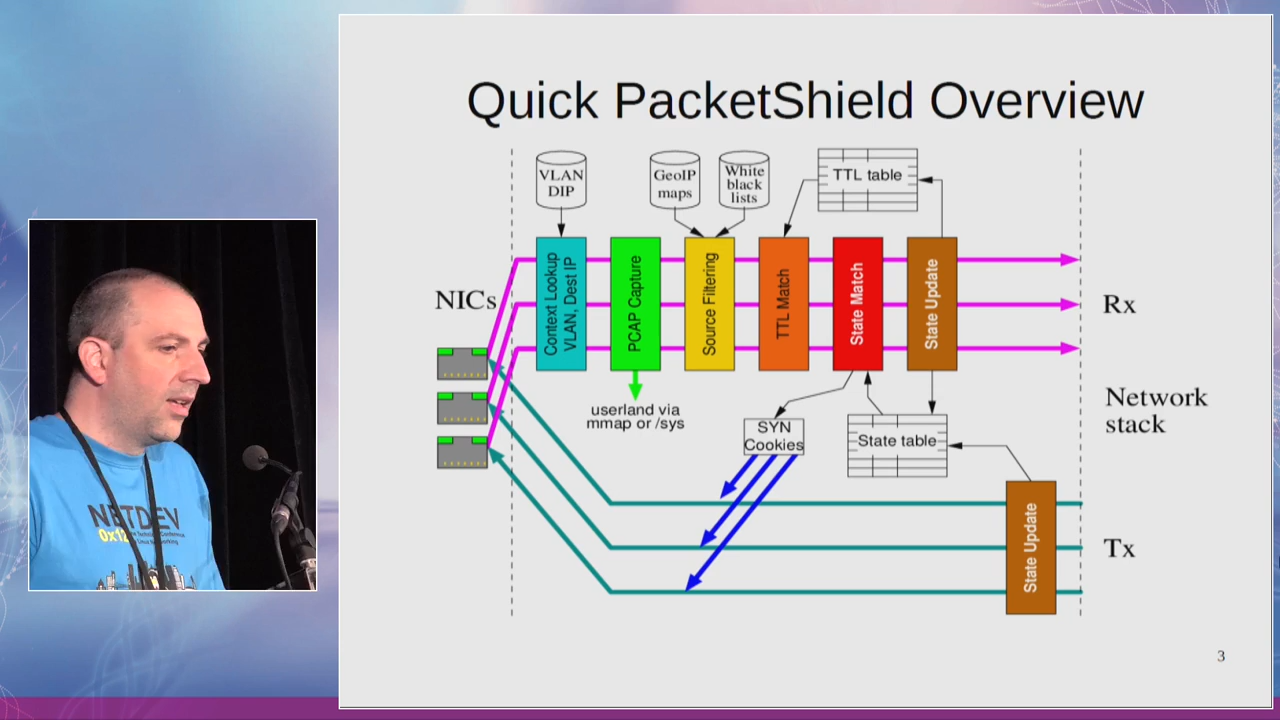 Quick PacketShield Overview
VLAN
DIP
GeoIP
maps
White
black
lists
TTL table
NICs
Context Lookup
VLAN, Dest IP
PCAP Capture
Source Filtering
TTL Match
State Match
State Update
Rx
userland via
mmap or /sys
SYN
Cookies
State table
Network
stack
State Update
Tx
3
NETDEV
0x12